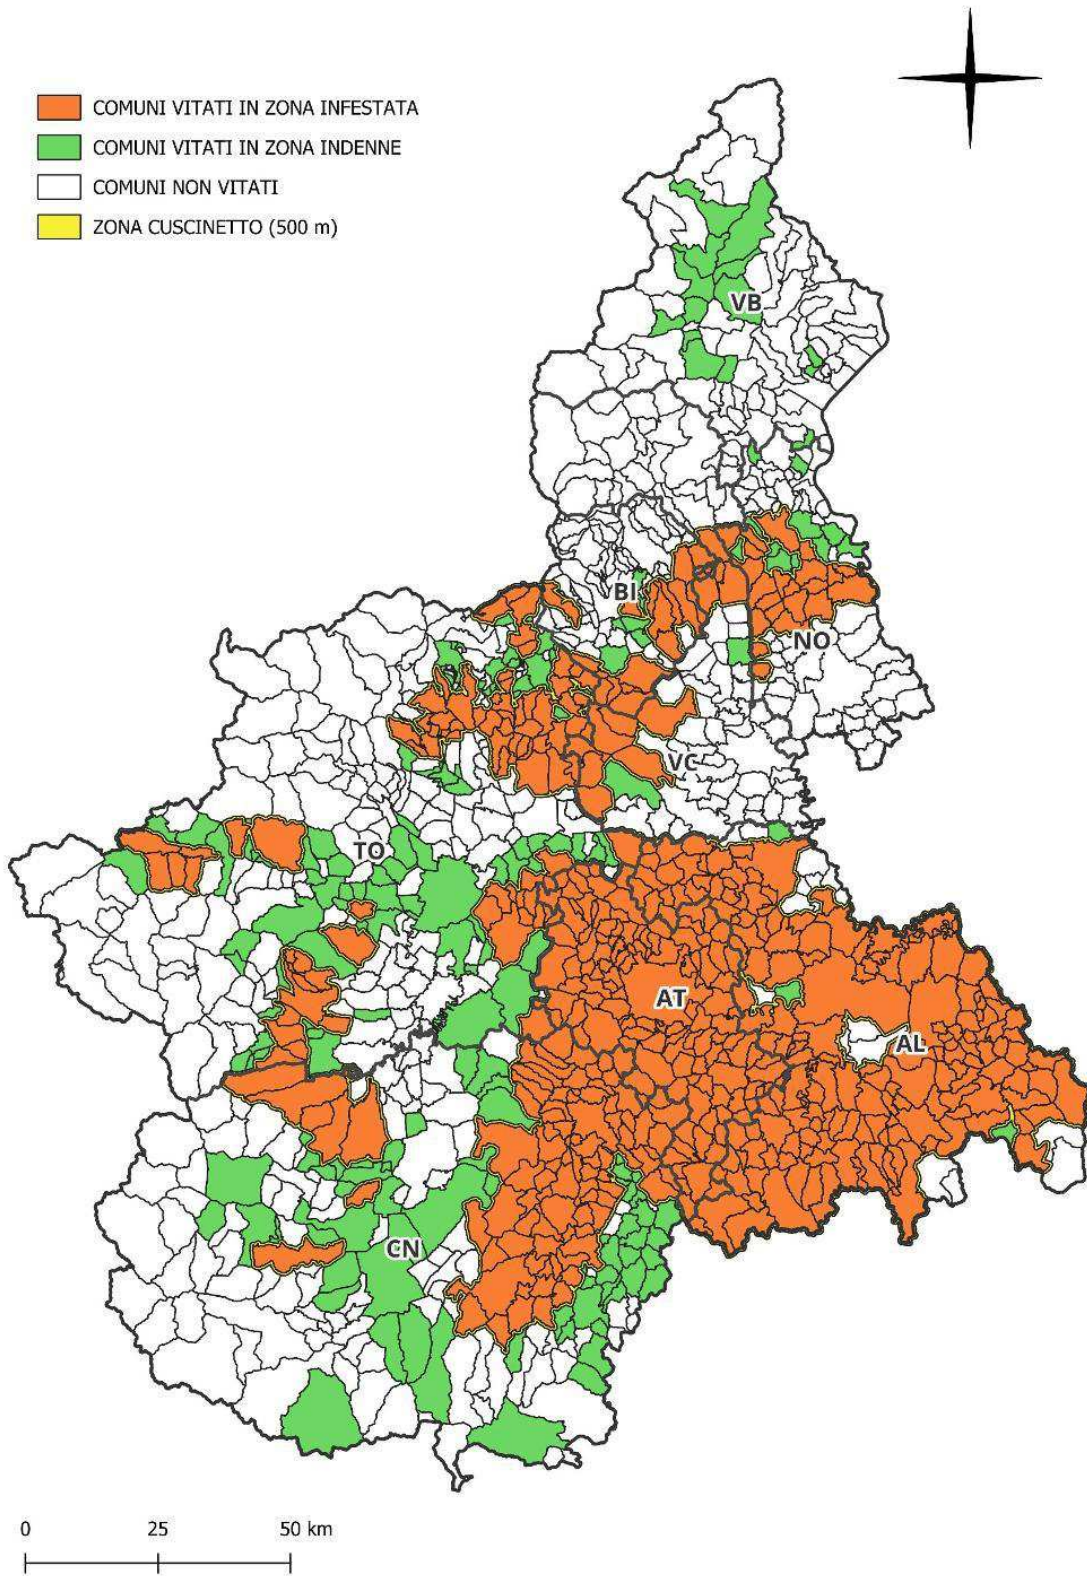 COMUNI VITATI IN ZONA INFESTATA
COMUNI VITATI IN ZONA INDENNE
COMUNI NON VITATI
ZONA CUSCINETTO (500 m)
VB
BI
NO
VC
TO
AT
AL
CN
0 25 50 km